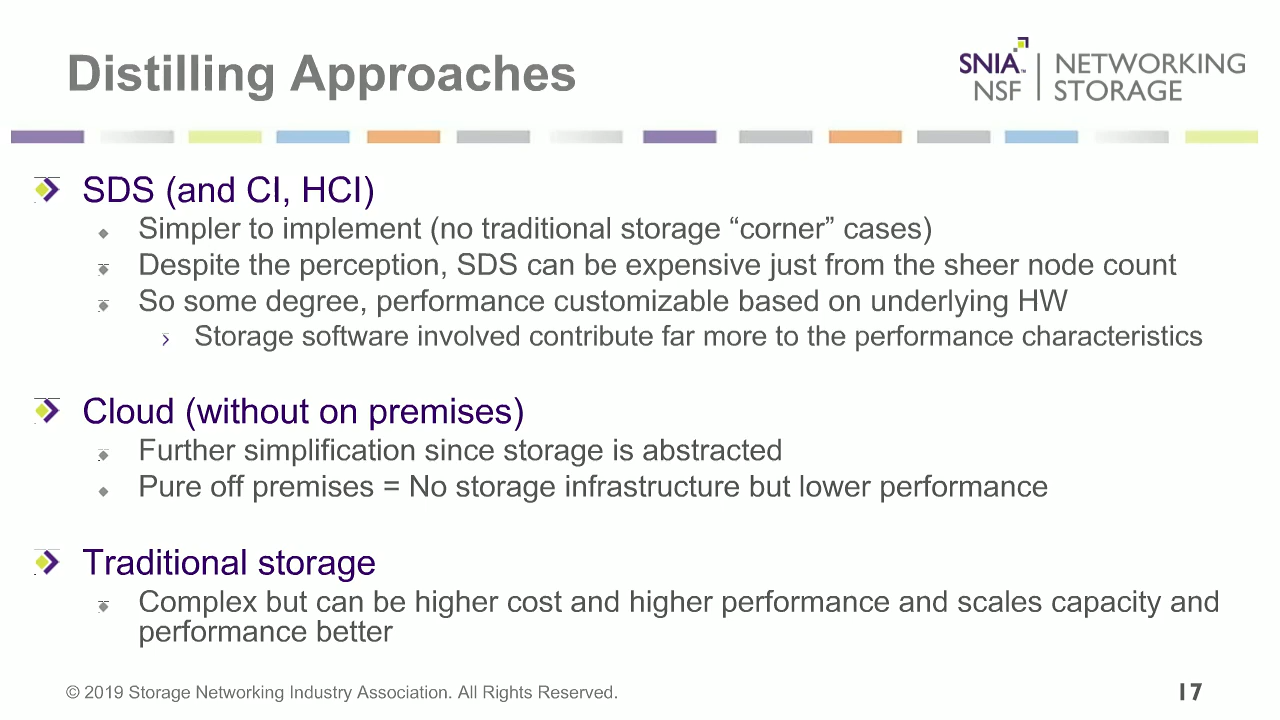 Distilling Approaches
SNIA™ NSF | NETWORKING STORAGE
SDS (and CI, HCI)
Simpler to implement (no traditional storage “corner” cases)
Despite the perception, SDS can be expensive just from the sheer node count
So some degree, performance customizable based on underlying HW
Storage software involved contribute far more to the performance characteristics
Cloud (without on premises)
Further simplification since storage is abstracted
Pure off premises = No storage infrastructure but lower performance
Traditional storage
Complex but can be higher cost and higher performance and scales capacity and
performance better
© 2019 Storage Networking Industry Association. All Rights Reserved.
17